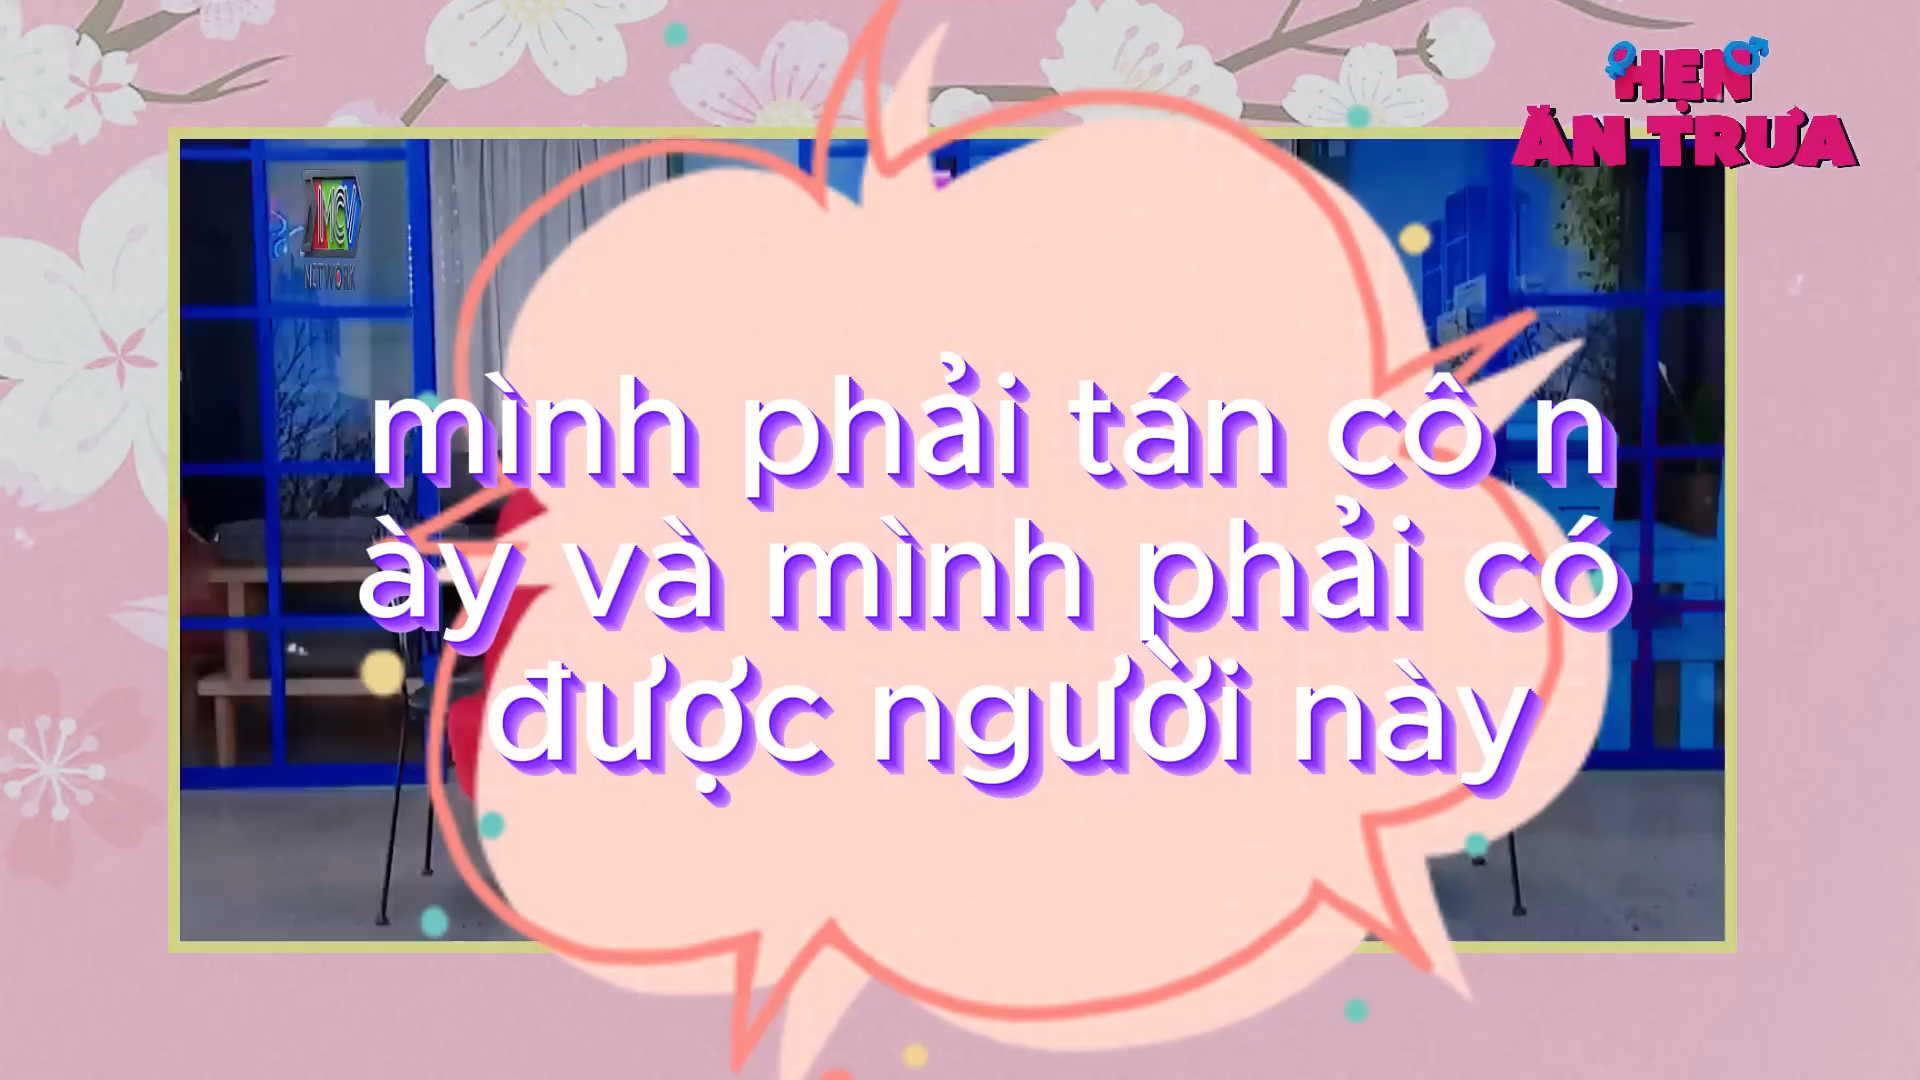 HẸN
ĂN TRƯA
MCV
NETWORK
mình phải tán cô n
ày và mình phải có
được người này